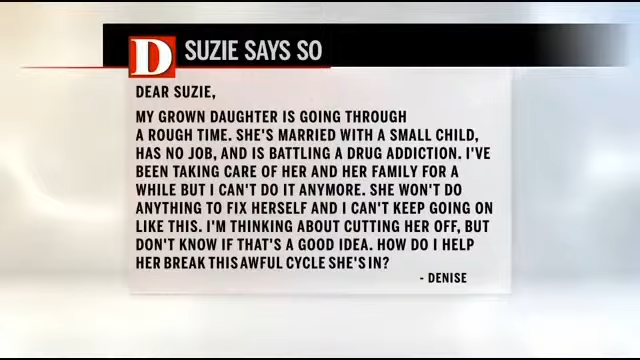 D SUZIE SAYS SO
DEAR SUZIE,
MY GROWN DAUGHTER IS GOING THROUGH
A ROUGH TIME. SHE'S MARRIED WITH A SMALL CHILD,
HAS NO JOB, AND IS BATTLING A DRUG ADDICTION. I'VE
BEEN TAKING CARE OF HER AND HER FAMILY FOR A
WHILE BUT I CAN'T DO IT ANYMORE. SHE WON'T DO
ANYTHING TO FIX HERSELF AND I CAN'T KEEP GOING ON
LIKE THIS. I'M THINKING ABOUT CUTTING HER OFF, BUT
DON'T KNOW IF THAT'S A GOOD IDEA. HOW DO I HELP
HER BREAK THIS AWFUL CYCLE SHE'S IN?
- DENISE